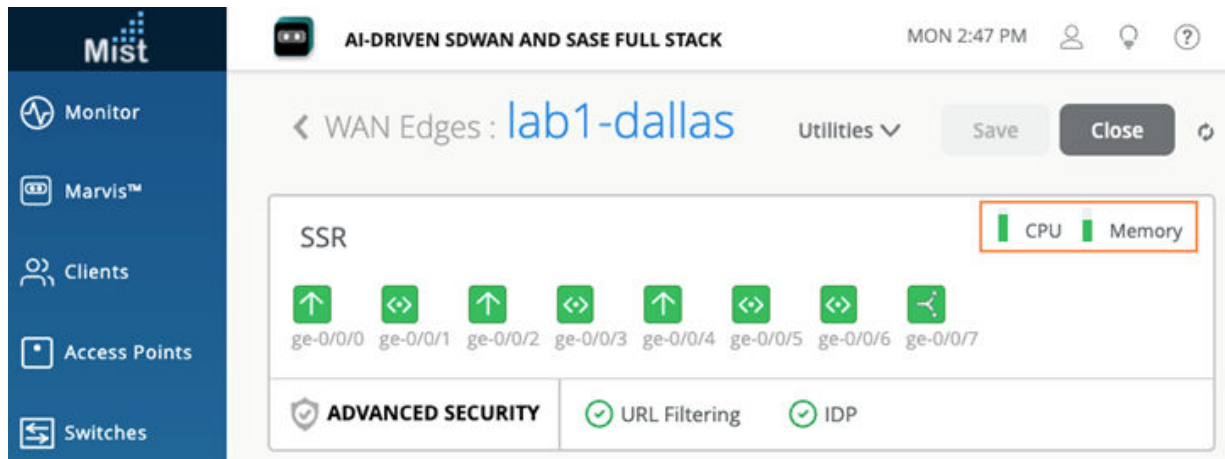 Mist
AI-DRIVEN SDWAN AND SASE FULL STACK
MON 2:47 PM
?
Monitor
Marvis™
Clients
Access Points
Switches
WAN Edges : lab1-dallas
Utilities
Save
Close
SSR
CPU
Memory
ge-0/0/0 ge-0/0/1 ge-0/0/2 ge-0/0/3 ge-0/0/4 ge-0/0/5 ge-0/0/6 ge-0/0/7
ADVANCED SECURITY
URL Filtering
IDP